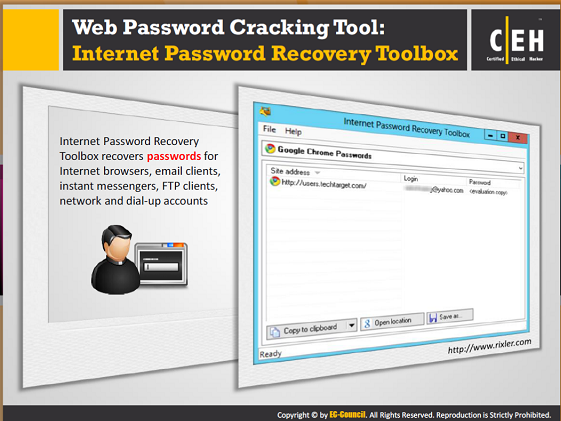 Web Password Cracking Tool:
Internet Password Recovery Toolbox
C|EH
Certified Ethical Hacker
Internet Password Recovery
Toolbox recovers passwords for
Internet browsers, email clients,
instant messengers, FTP clients,
network and dial-up accounts
Internet Password Recovery Toolbox
File Help
Google Chrome Passwords
Site address Login Password
http://users.techtarget.com/ @yahoo.com <evaluation copy>
Copy to clipboard Open location Save as...
Ready
http://www.rixler.com
Copyright © by EC-Council. All Rights Reserved. Reproduction is Strictly Prohibited.